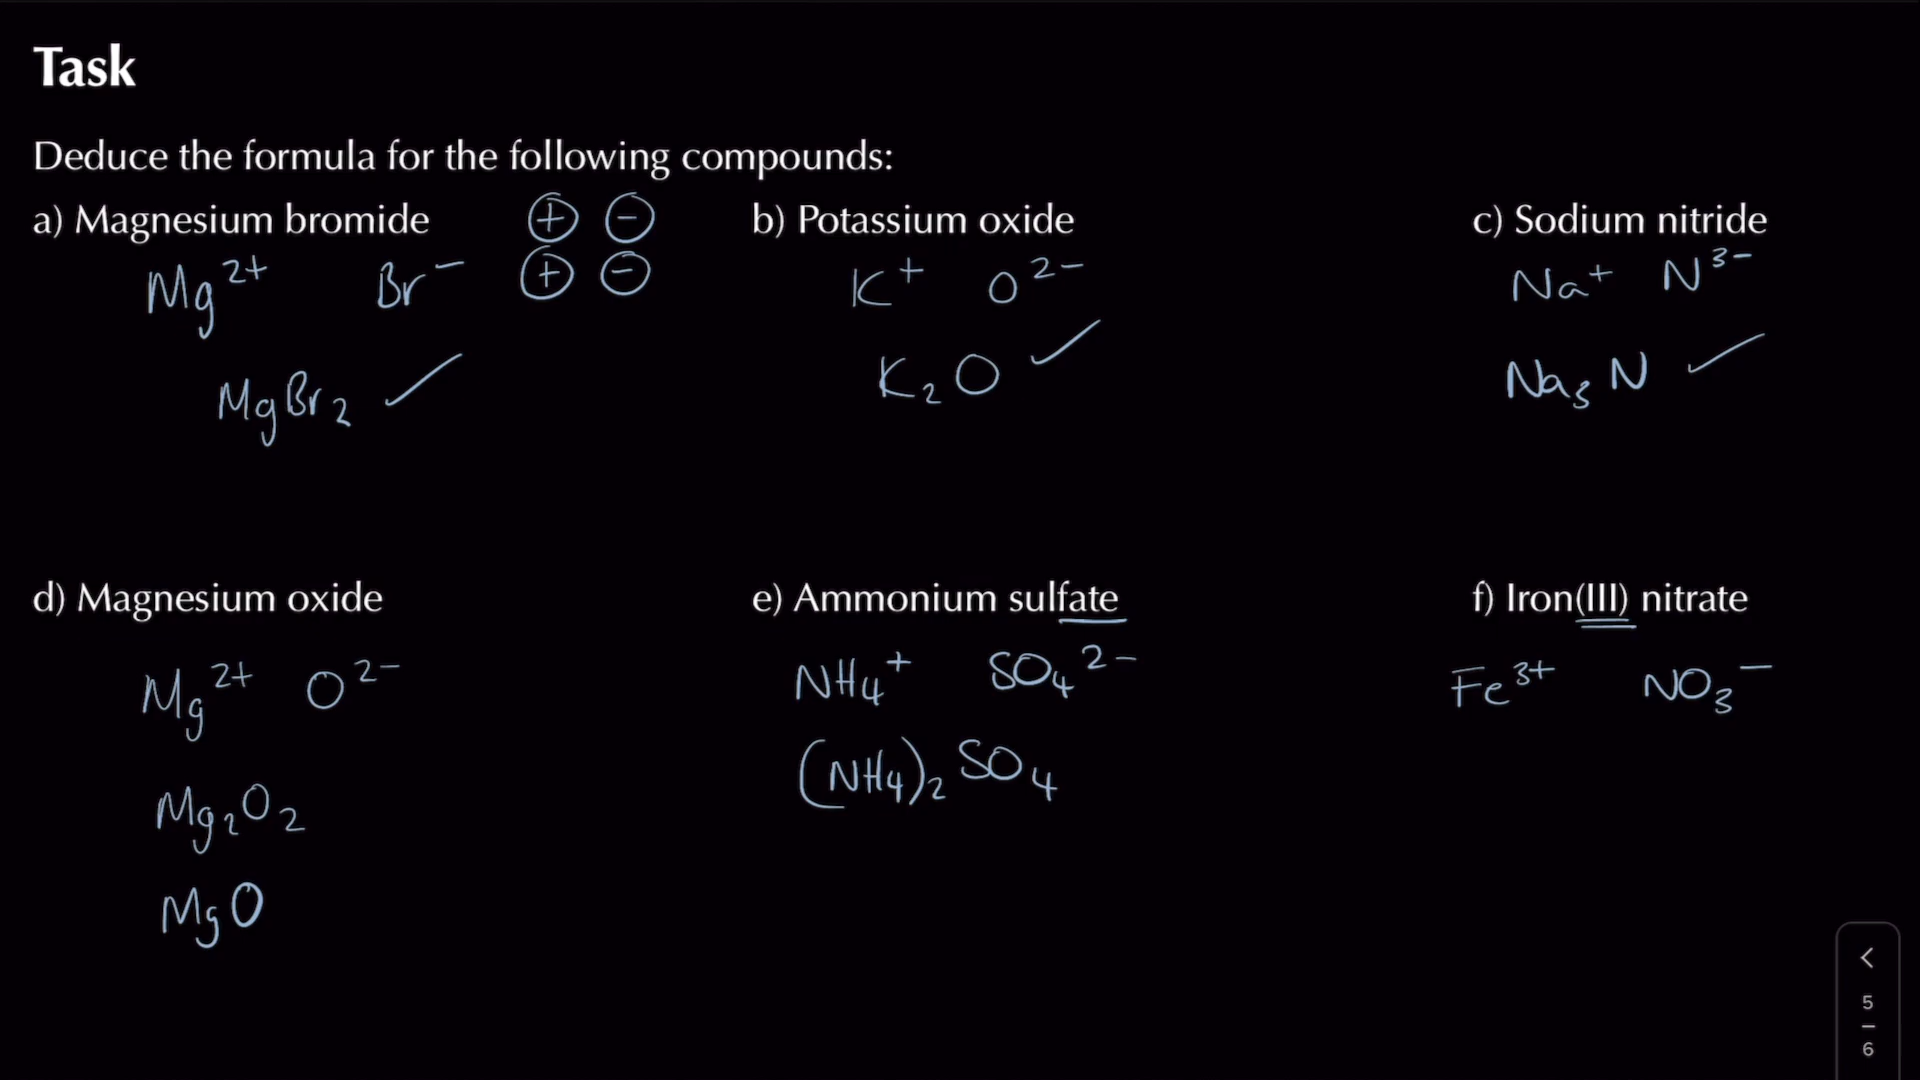 Task
Deduce the formula for the following compounds:
a) Magnesium bromide
Mg²⁺ Br⁻
⊕ ⊖
⊕ ⊖
MgBr₂ ✓
b) Potassium oxide
K⁺ O²⁻
K₂O ✓
c) Sodium nitride
Na⁺ N³⁻
Na₃N ✓
d) Magnesium oxide
Mg²⁺ O²⁻
Mg₂O₂
MgO
e) Ammonium sulfate
NH₄⁺ SO₄²⁻
(NH₄)₂SO₄
f) Iron(III) nitrate
Fe³⁺ NO₃⁻
<
5
6